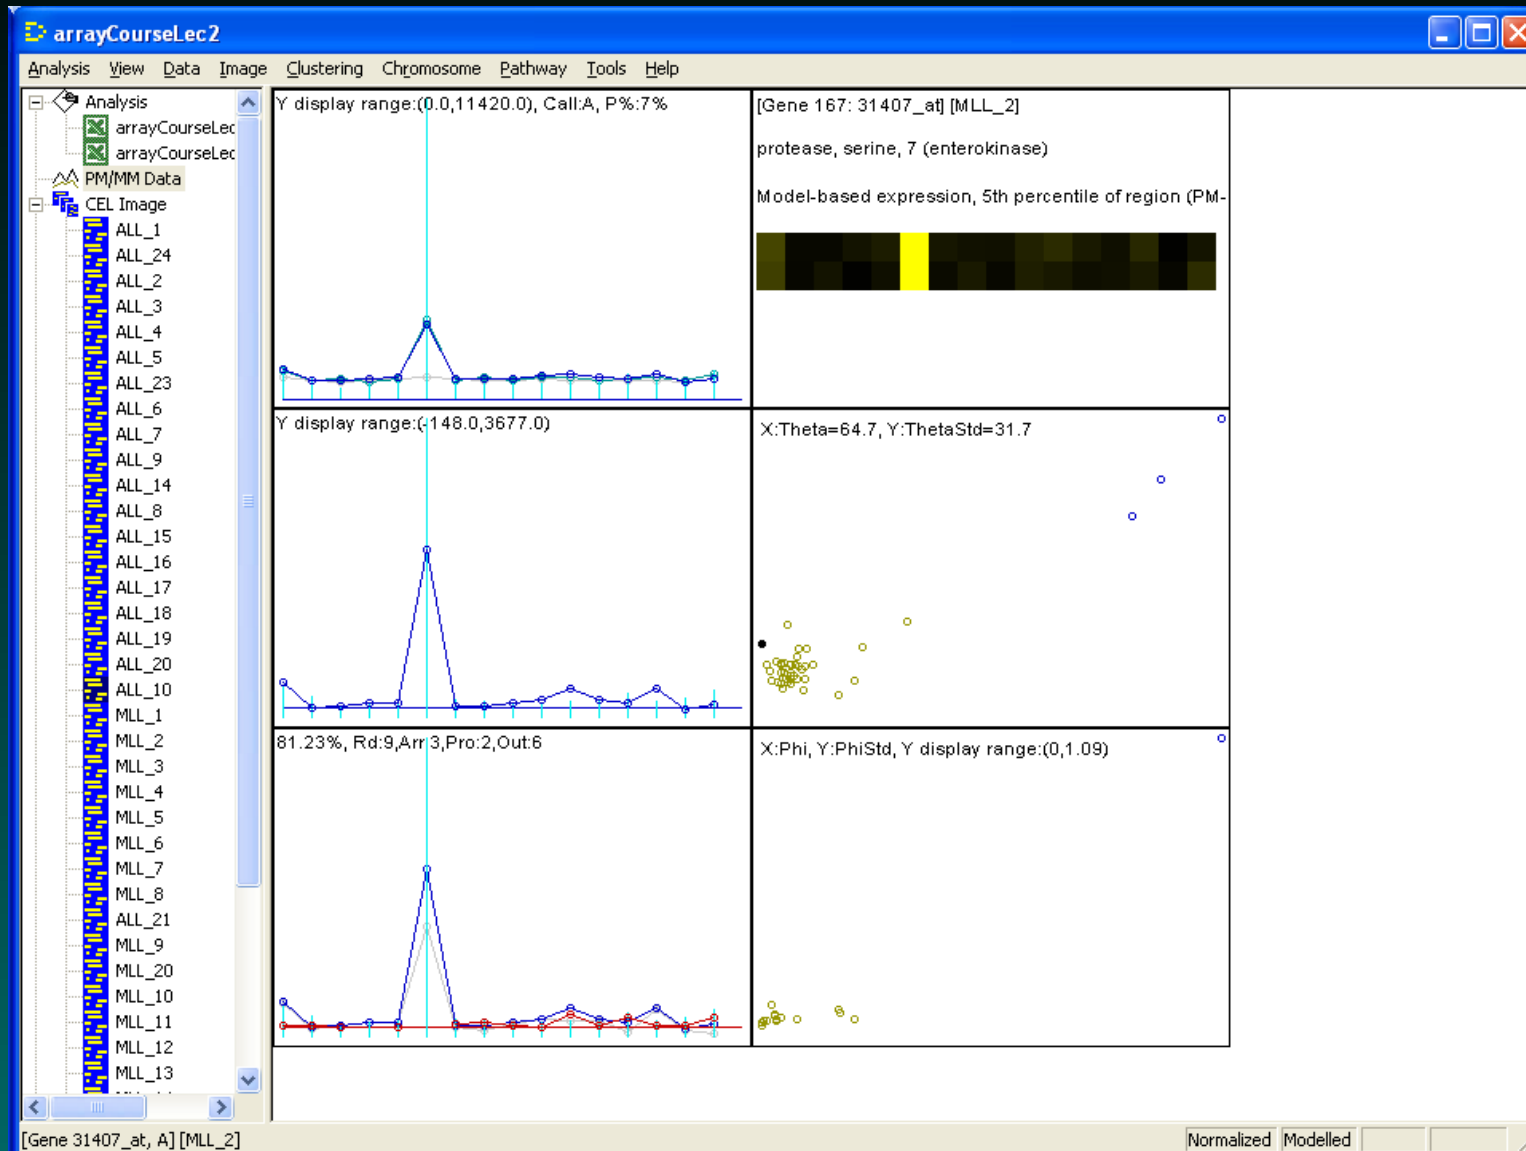 arrayCourseLec2
Analysis View Data Image Clustering Chromosome Pathway Tools Help
Analysis
arrayCourseLec
arrayCourseLec
PM/MM Data
CEL Image
ALL_1
ALL_24
ALL_2
ALL_3
ALL_4
ALL_5
ALL_23
ALL_6
ALL_7
ALL_9
ALL_14
ALL_8
ALL_15
ALL_16
ALL_17
ALL_18
ALL_19
ALL_20
ALL_10
MLL_1
MLL_2
MLL_3
MLL_4
MLL_5
MLL_6
MLL_7
MLL_8
ALL_21
MLL_9
MLL_20
MLL_10
MLL_11
MLL_12
MLL_13
Y display range:(0.0,11420.0), Call:A, P%:7%
[Gene 167: 31407_at] [MLL_2]
protease, serine, 7 (enterokinase)
Model-based expression, 5th percentile of region (PM-
Y display range:(-148.0,3677.0)
X:Theta=64.7, Y:ThetaStd=31.7
81.23%, Rd:9,Arr:3,Pro:2,Out:6
X:Phi, Y:PhiStd, Y display range:(0,1.09)
[Gene 31407_at, A] [MLL_2]
Normalized Modelled